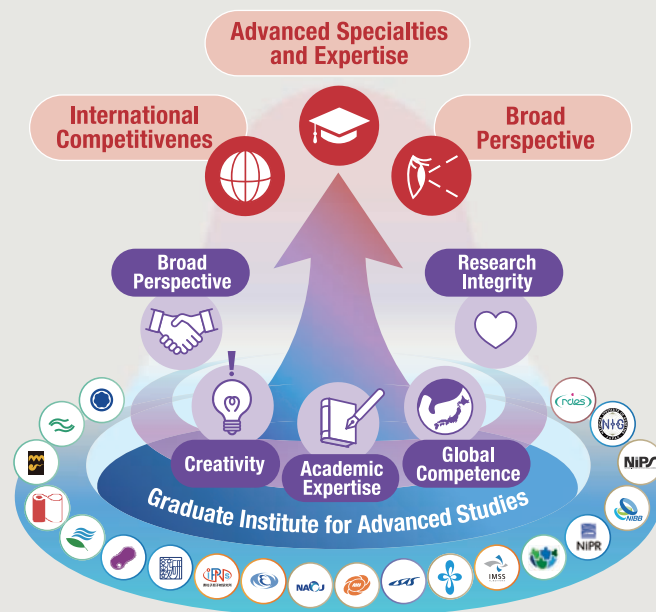 Advanced Specialties
and Expertise
International
Competitivenes
Broad
Perspective
Broad
Perspective
Research
Integrity
Creativity
Academic
Expertise
Global
Competence
Graduate Institute for Advanced Studies
rcies
NIG
NiPS
NIBB
NiPR
IMSS
NAOJ